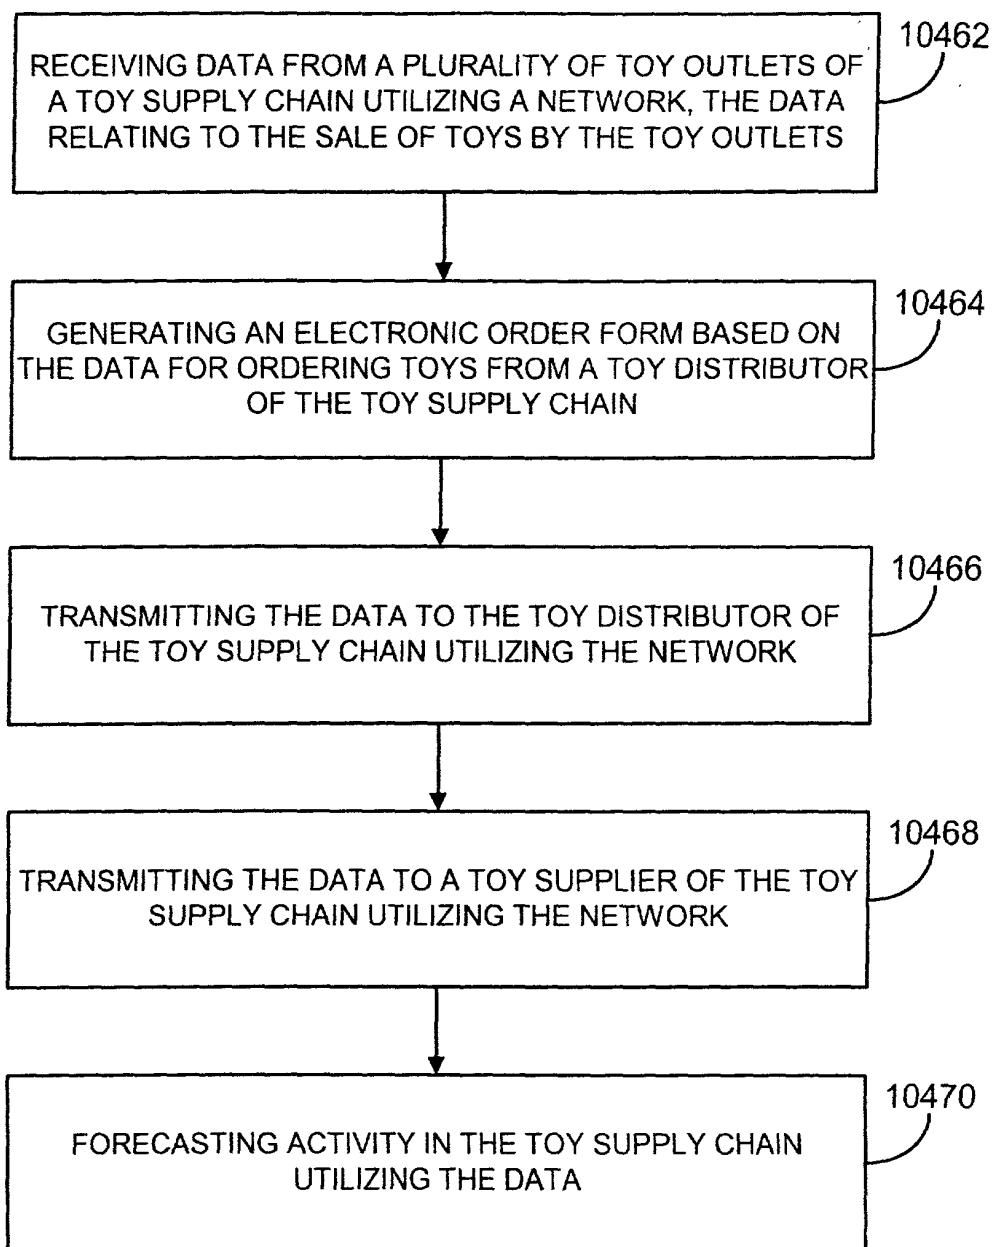 10462
RECEIVING DATA FROM A PLURALITY OF TOY OUTLETS OF
A TOY SUPPLY CHAIN UTILIZING A NETWORK, THE DATA
RELATING TO THE SALE OF TOYS BY THE TOY OUTLETS
10464
GENERATING AN ELECTRONIC ORDER FORM BASED ON
THE DATA FOR ORDERING TOYS FROM A TOY DISTRIBUTOR
OF THE TOY SUPPLY CHAIN
10466
TRANSMITTING THE DATA TO THE TOY DISTRIBUTOR OF
THE TOY SUPPLY CHAIN UTILIZING THE NETWORK
10468
TRANSMITTING THE DATA TO A TOY SUPPLIER OF THE TOY
SUPPLY CHAIN UTILIZING THE NETWORK
10470
FORECASTING ACTIVITY IN THE TOY SUPPLY CHAIN
UTILIZING THE DATA